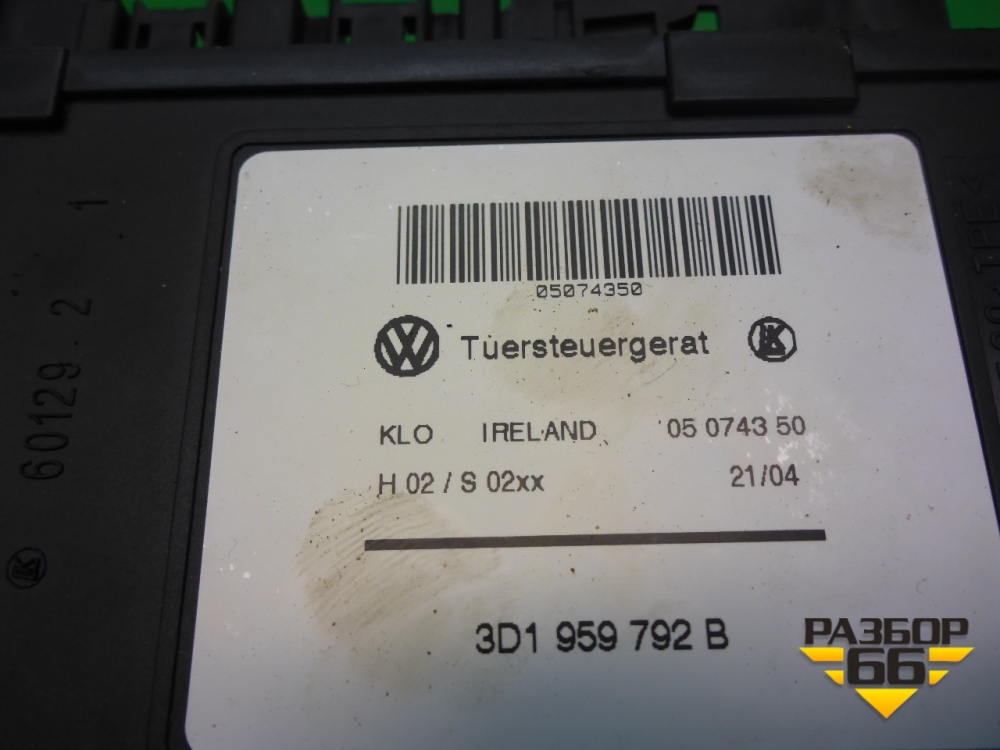 05074350
Tuersteuergerat
KLO IRELAND 05 0743 50
H 02 / S 02xx 21/04
3D1 959 792 B
60129.2 1
РАЗБОР
66